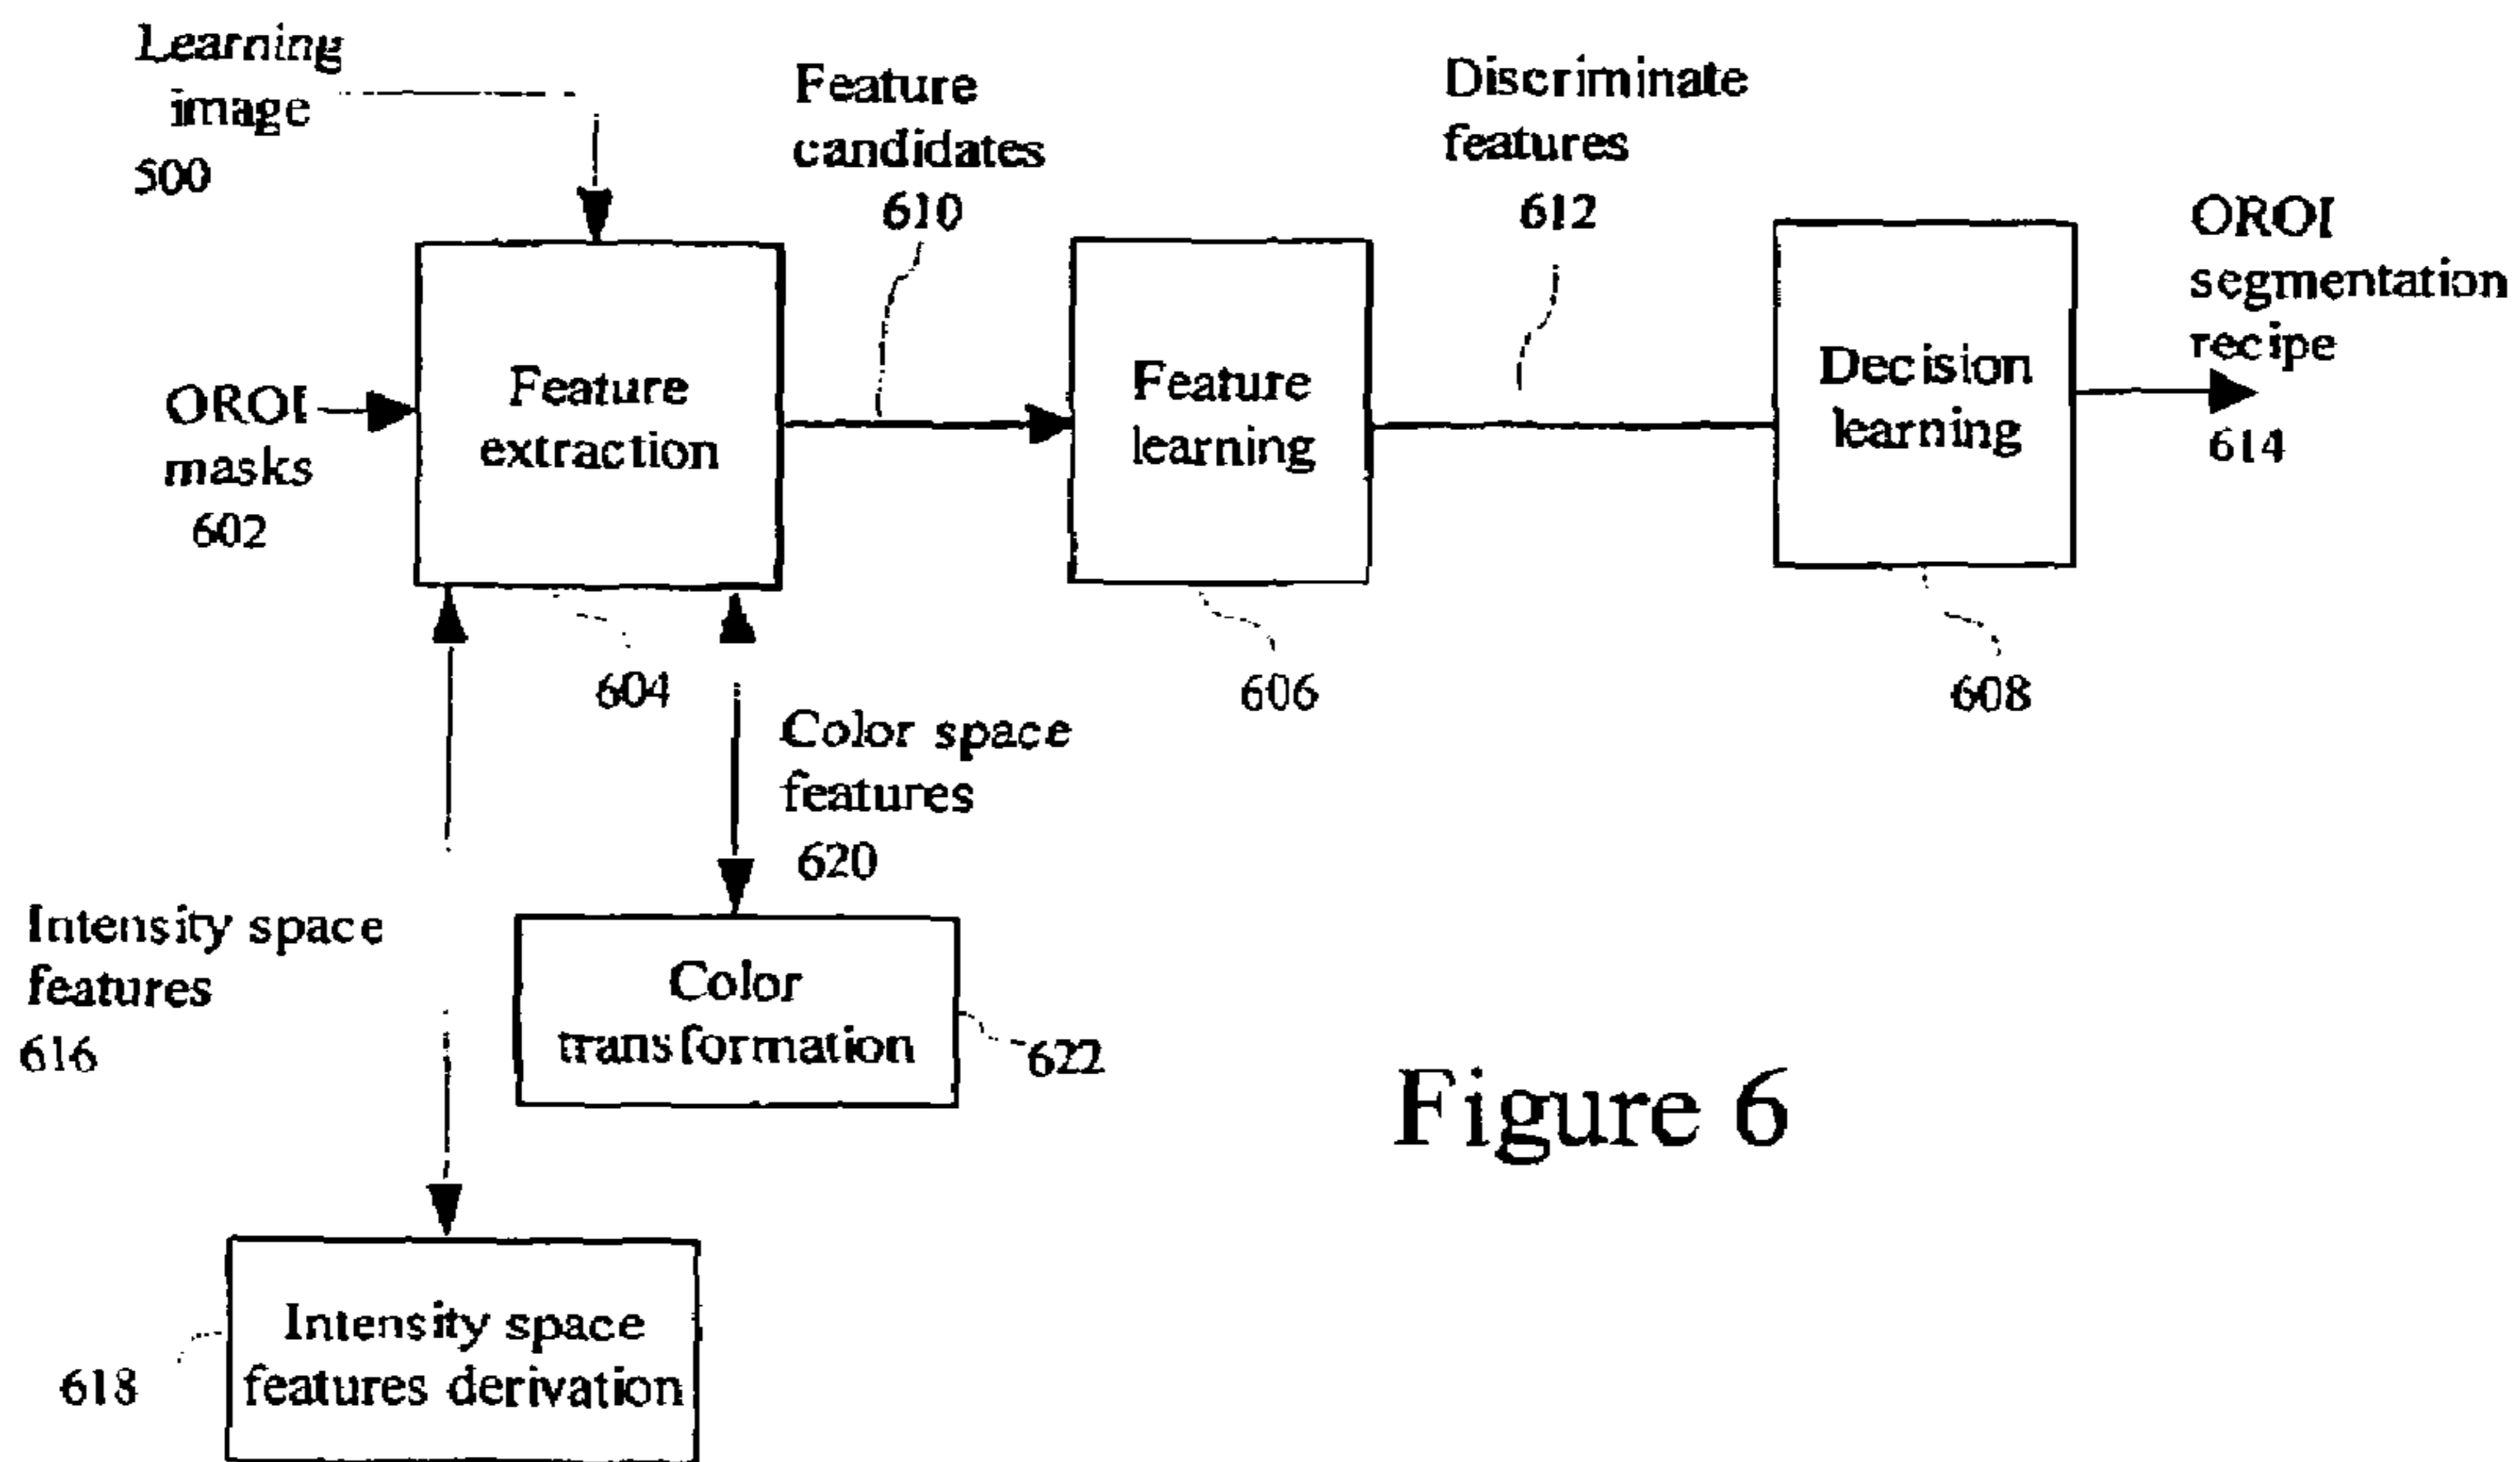 Learning
image
500
Feature
candidates
610
Discriminate
features
612
OROI
segmentation
recipe
614
OROI
masks
602
Feature
extraction
604
Feature
learning
606
Decision
learning
608
Color space
features
620
Intensity space
features
616
Color
transformation
622
Intensity space
features derivation
618
Figure 6